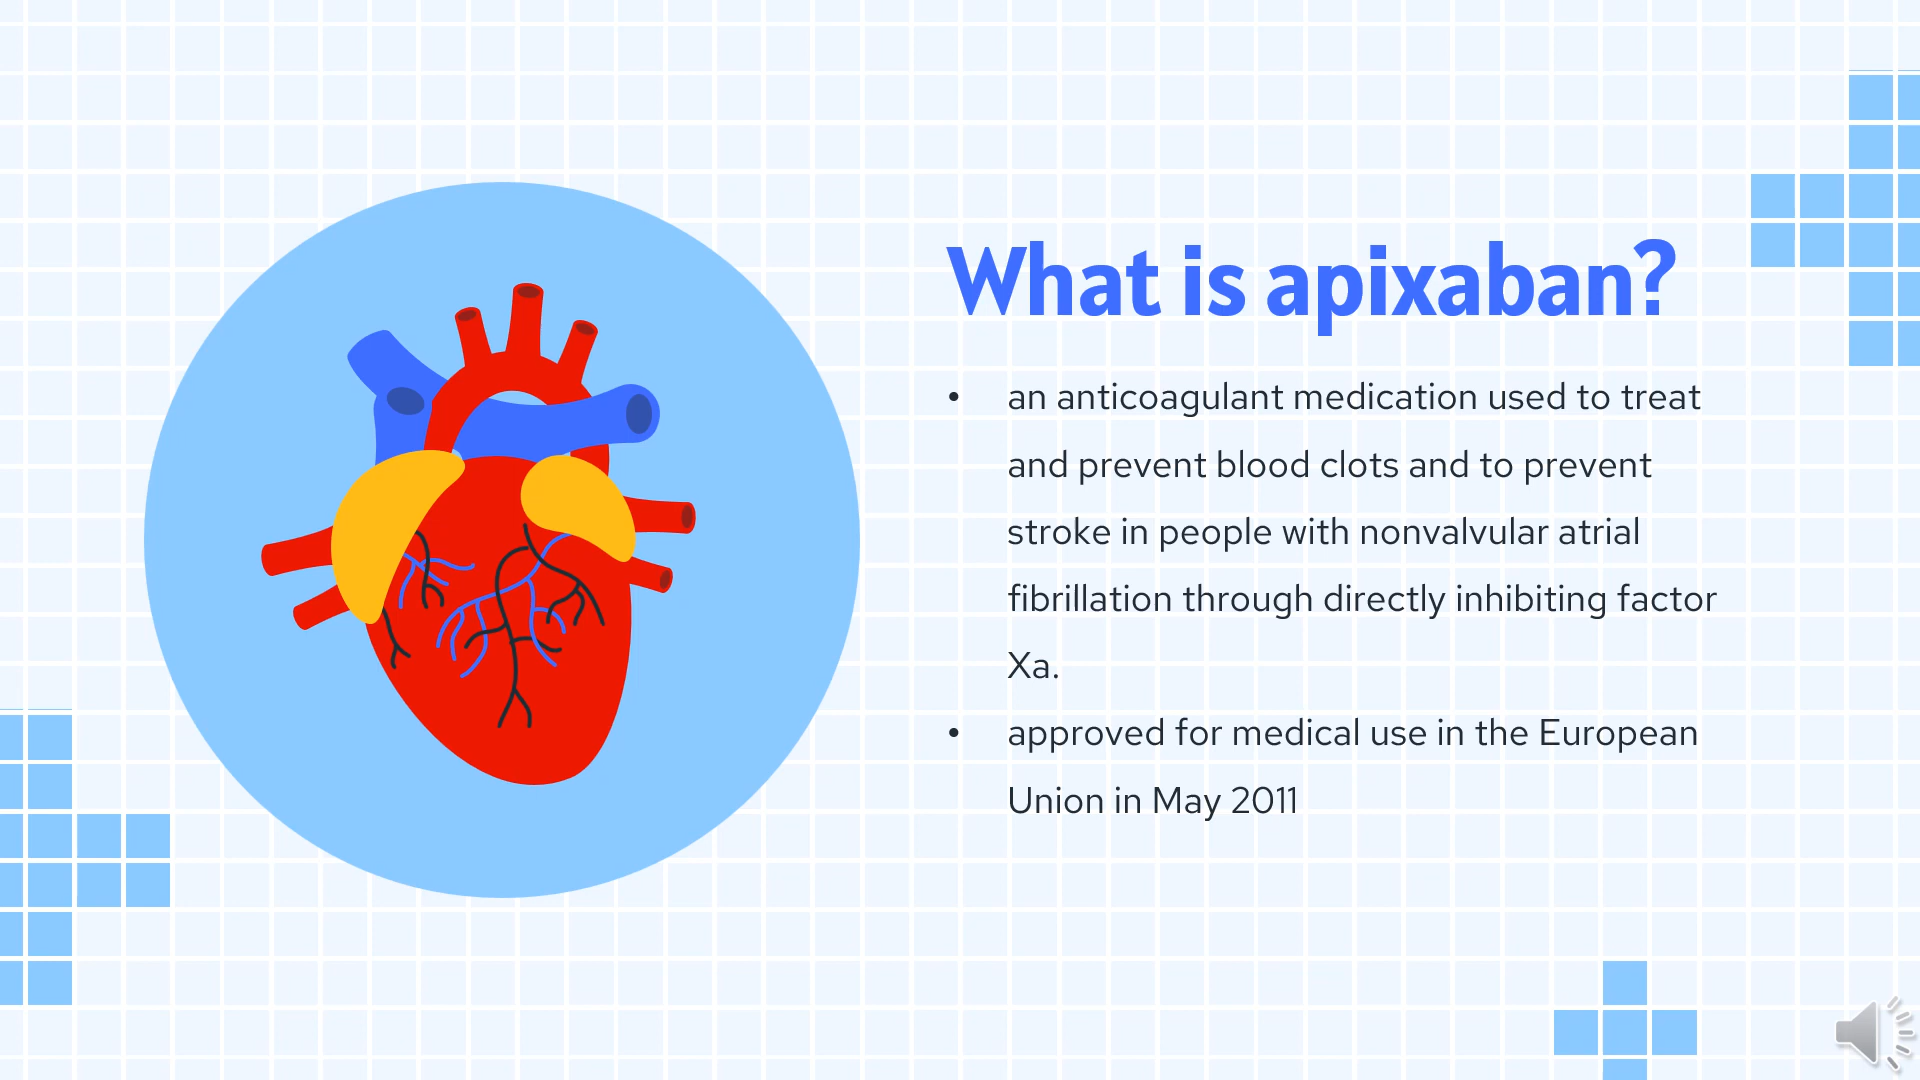 What is apixaban?
• an anticoagulant medication used to treat
and prevent blood clots and to prevent
stroke in people with nonvalvular atrial
fibrillation through directly inhibiting factor
Xa.
• approved for medical use in the European
Union in May 2011